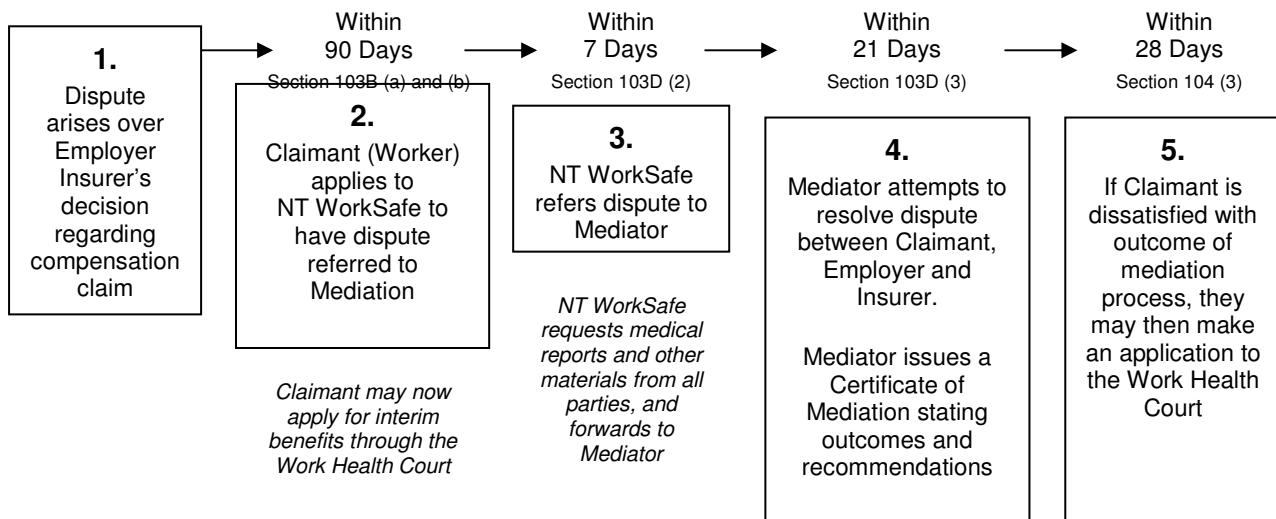 1.
Dispute
arises over
Employer
Insurer's
decision
regarding
compensation
claim
Within
90 Days
Section 103B (a) and (b)
2.
Claimant (Worker)
applies to
NT WorkSafe to
have dispute
referred to
Mediation
Claimant may now
apply for interim
benefits through the
Work Health Court
Within
7 Days
Section 103D (2)
3.
NT WorkSafe
refers dispute to
Mediator
NT WorkSafe
requests medical
reports and other
materials from all
parties, and
forwards to
Mediator
Within
21 Days
Section 103D (3)
4.
Mediator attempts to
resolve dispute
between Claimant,
Employer and
Insurer.
Mediator issues a
Certificate of
Mediation stating
outcomes and
recommendations
Within
28 Days
Section 104 (3)
5.
If Claimant is
dissatisfied with
outcome of
mediation
process, they
may then make
an application to
the Work Health
Court